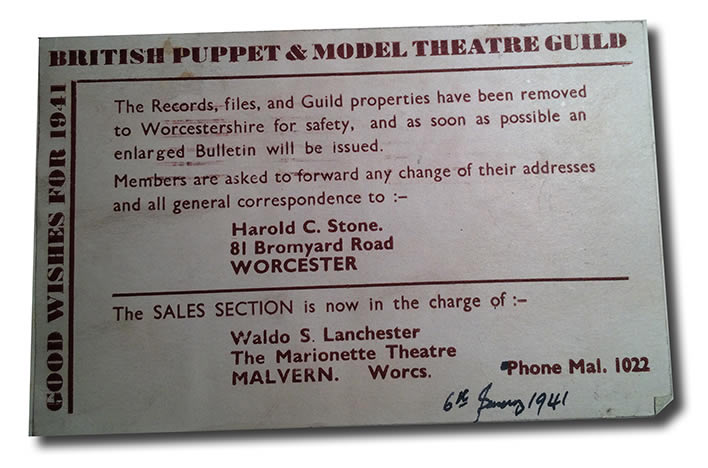 BRITISH PUPPET & MODEL THEATRE GUILD
GOOD WISHES FOR 1941
The Records, files, and Guild properties have been removed
to Worcestershire for safety, and as soon as possible an
enlarged Bulletin will be issued.
Members are asked to forward any change of their addresses
and all general correspondence to :-
Harold C. Stone.
81 Bromyard Road
WORCESTER
The SALES SECTION is now in the charge of :-
Waldo S. Lanchester
The Marionette Theatre
MALVERN. Worcs. Phone Mal. 1022
6th January 1941